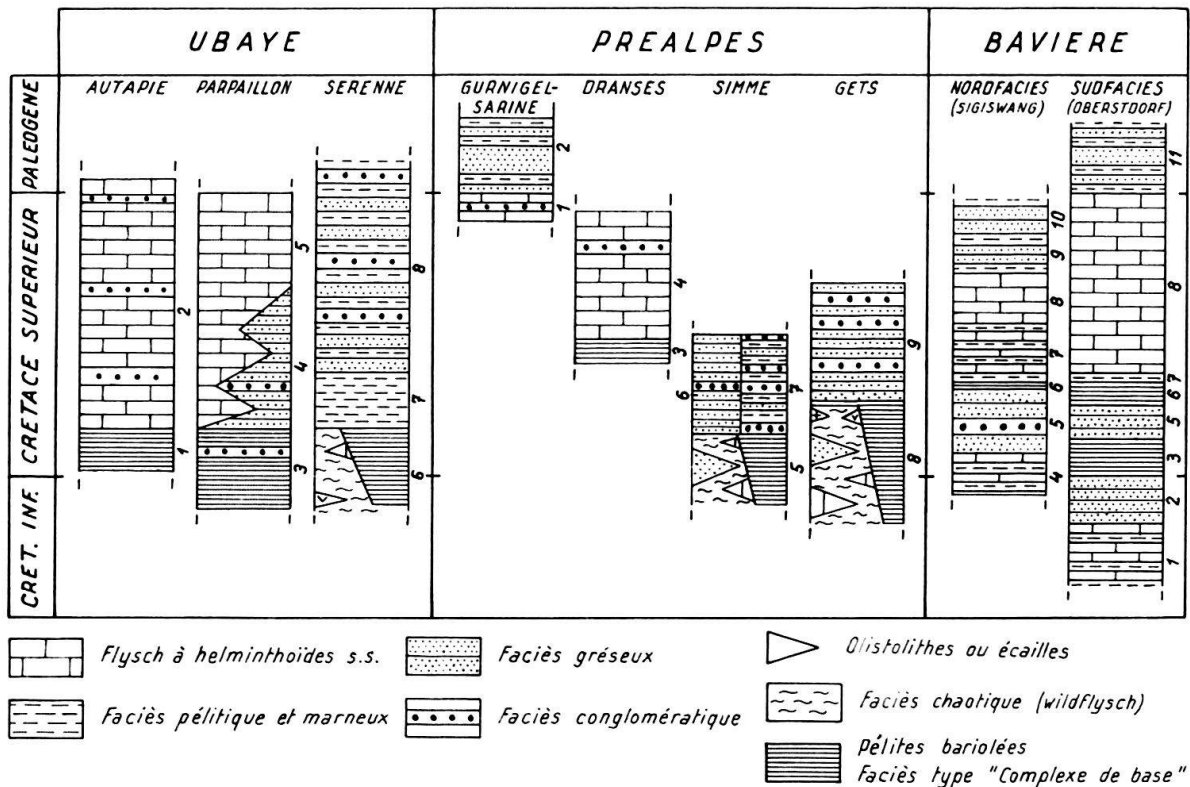 UBAYE
PREALPES
BAVIERE
AUTAPIE
PARPAILLON
SERENNE
GURNIGEL-
SARINE
DRANSES
SIMME
GETS
NORDFACIES
(SIGISWANG)
SUDFACIES
(OBERSTDORF)
PALEOGENE
CRETACE SUPERIEUR
CRET. INF.
1
2
3
4
5
6
7
8
1
2
3
4
5
6
7
8
9
4
5
6
7
8
9
10
1
2
3
5
6
7
8
11
Flysch à helminthoïdes s.s.
Faciès pélitique et marneux
Faciès gréseux
Faciès conglomératique
Olistolithes ou écailles
Faciès chaotique (wildflysch)
Pélites bariolées
Faciès type "Complexe de base"